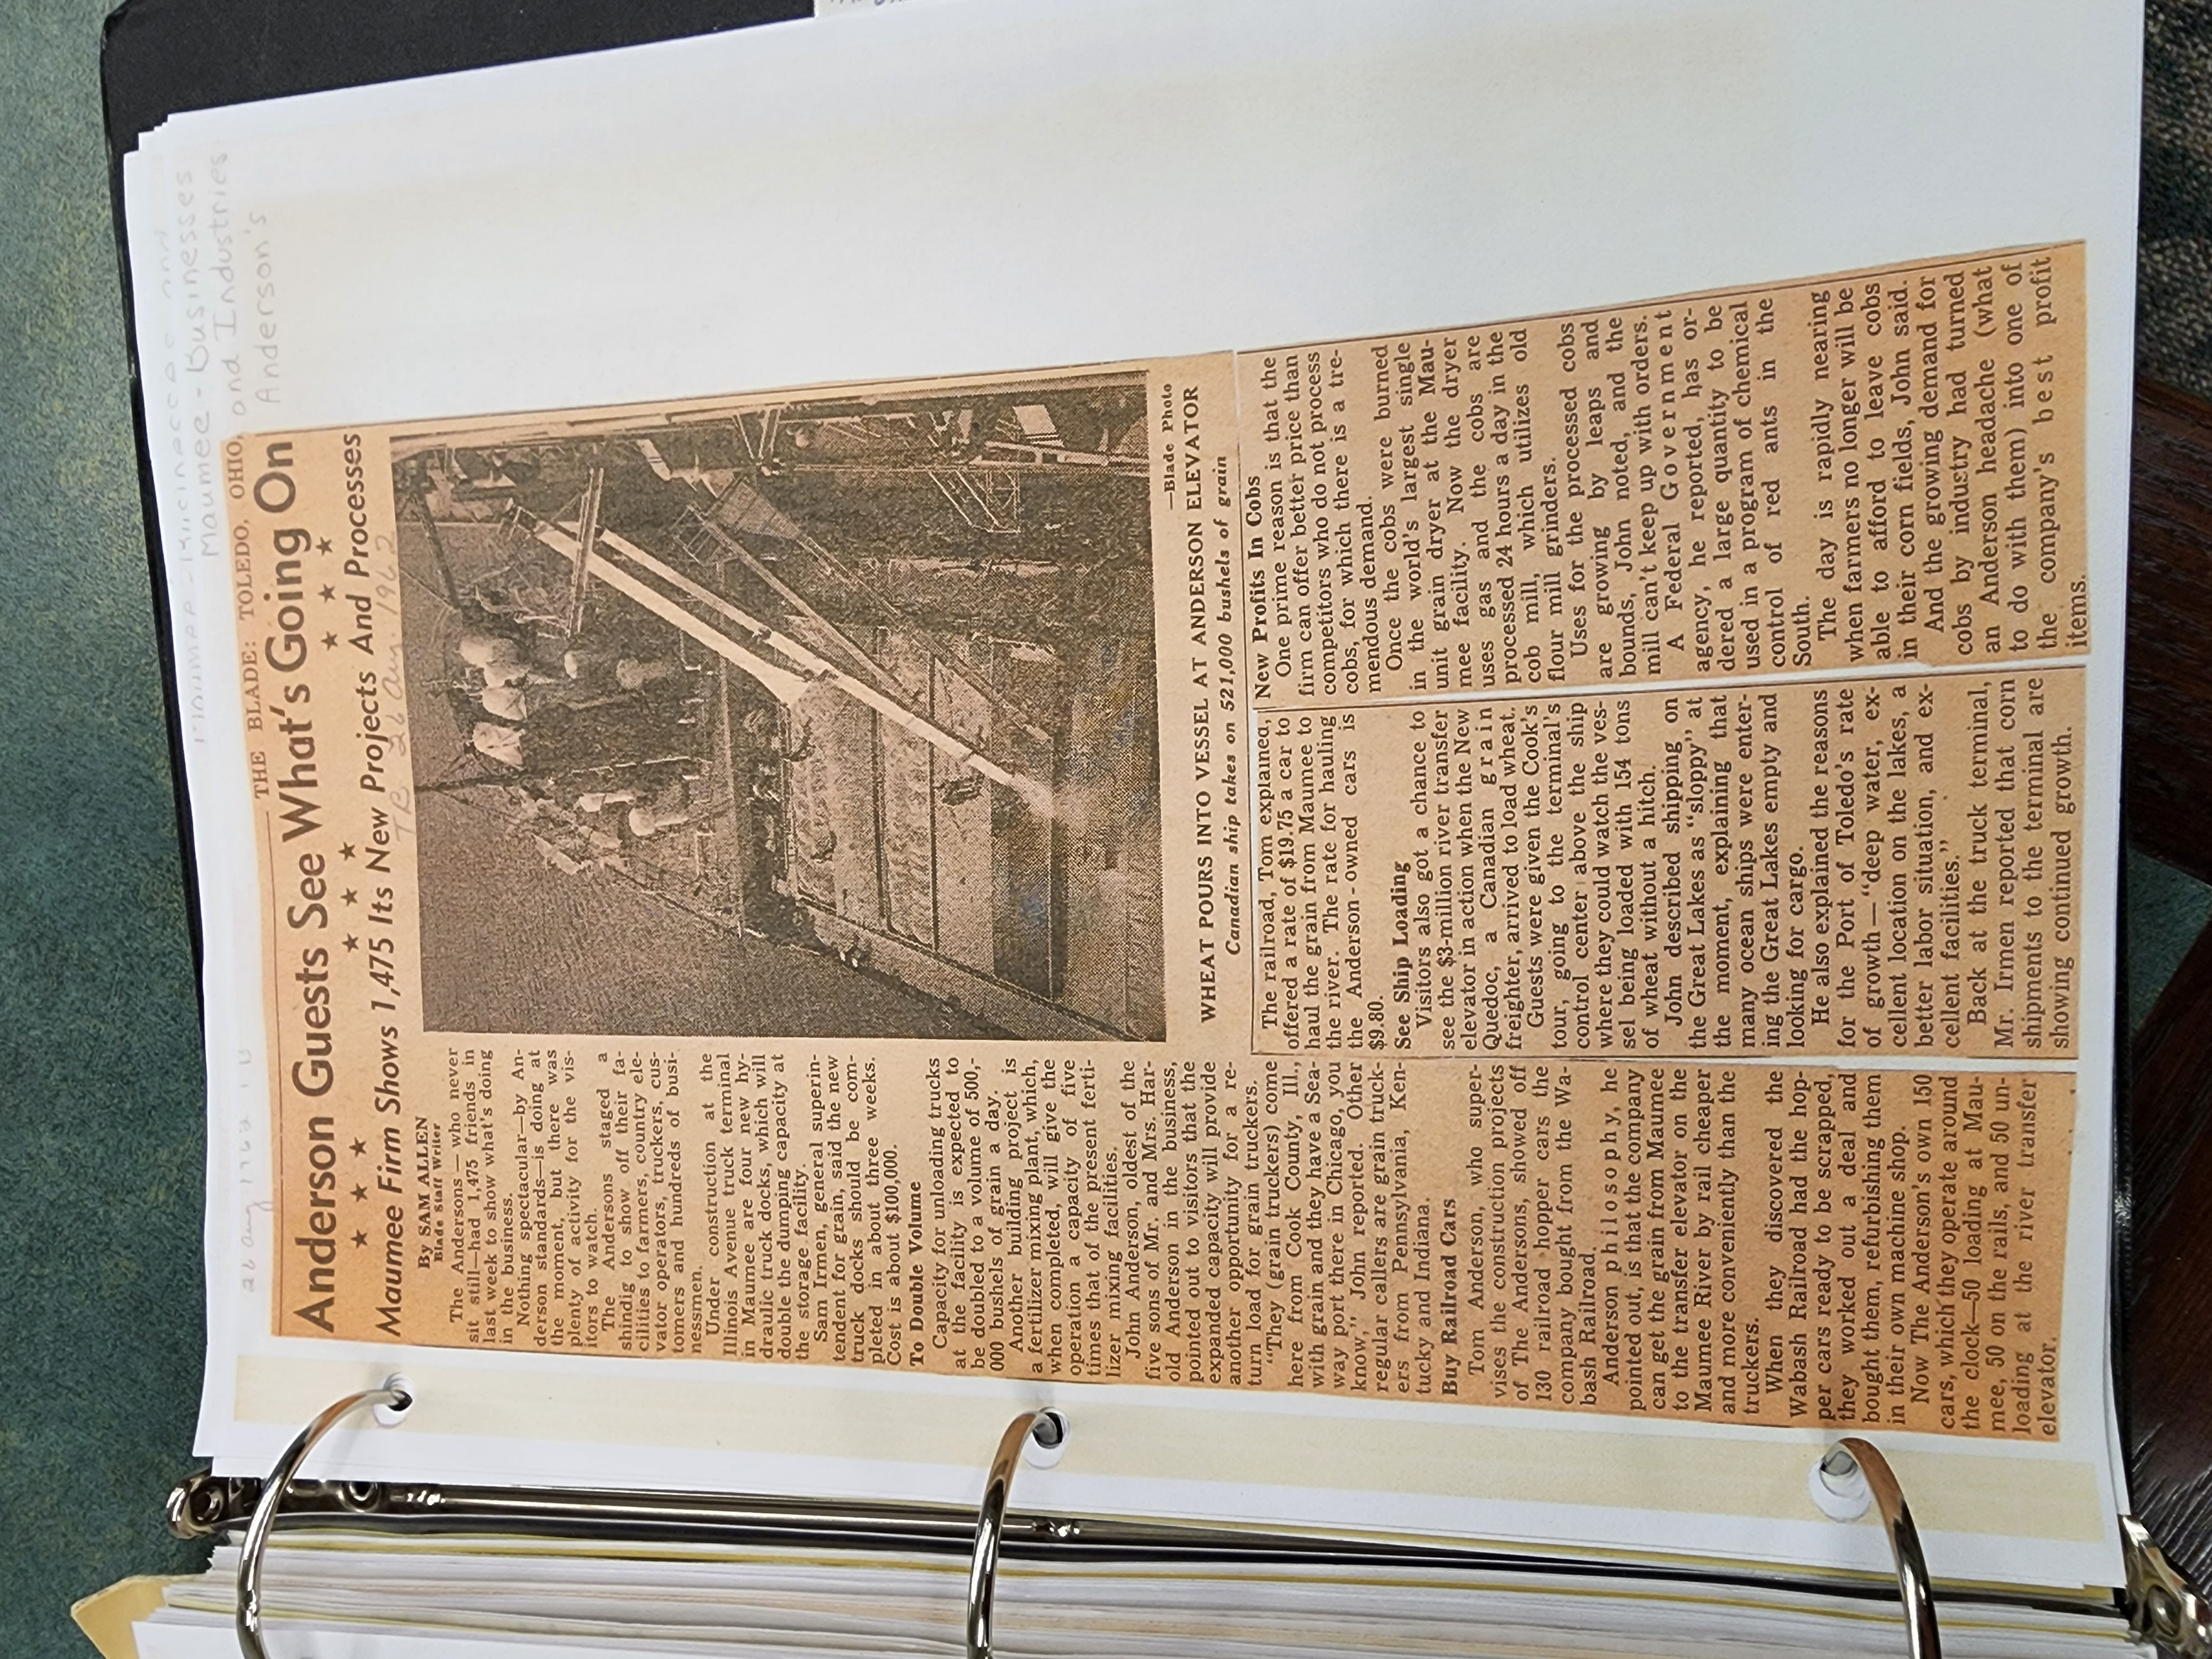 Maumee - Businesses
and Industries
Anderson's
26 Aug 1962
THE BLADE: TOLEDO, OHIO,
Anderson Guests See What's Going On
★ ★ ★ ★ ★ ★ ★ ★ ★
Maumee Firm Shows 1,475 Its New Projects And Processes
TB 26 Aug. 1962
By SAM ALLEN
Blade Staff Writer
The Andersons — who never
sit still—had 1,475 friends in
last week to show what's doing
in the business.
Nothing spectacular—by An-
derson standards—is doing at
the moment, but there was
plenty of activity for the vis-
itors to watch.
The Andersons staged a
shindig to show off their fa-
cilities to farmers, country ele-
vator operators, truckers, cus-
tomers and hundreds of busi-
nessmen.
Under construction at the
Illinois Avenue truck terminal
in Maumee are four new hy-
draulic truck docks, which will
double the dumping capacity at
the storage facility.
Sam Irmen, general superin-
tendent for grain, said the new
truck docks should be com-
pleted in about three weeks.
Cost is about $100,000.
To Double Volume
Capacity for unloading trucks
at the facility is expected to
be doubled to a volume of 500,-
000 bushels of grain a day.
Another building project is
a fertilizer mixing plant, which,
when completed, will give the
operation a capacity of five
times that of the present ferti-
lizer mixing facilities.
John Anderson, oldest of the
five sons of Mr. and Mrs. Har-
old Anderson in the business,
pointed out to visitors that the
expanded capacity will provide
another opportunity for a re-
turn load for grain truckers.
"They (grain truckers) come
here from Cook County, Ill.,
with grain and they have a Sea-
way port there in Chicago, you
know," John reported. Other
regular callers are grain truck-
ers from Pennsylvania, Ken-
tucky and Indiana.
Buy Railroad Cars
Tom Anderson, who super-
vises the construction projects
of The Andersons, showed off
130 railroad hopper cars the
company bought from the Wa-
bash Railroad.
Anderson philosophy, he
pointed out, is that the company
can get the grain from Maumee
to the transfer elevator on the
Maumee River by rail cheaper
and more conveniently than the
truckers.
When they discovered the
Wabash Railroad had the hop-
per cars ready to be scrapped,
they worked out a deal and
bought them, refurbishing them
in their own machine shop.
Now The Anderson's own 150
cars, which they operate around
the clock—50 loading at Mau-
mee, 50 on the rails, and 50 un-
loading at the river transfer
elevator.
—Blade Photo
WHEAT POURS INTO VESSEL AT ANDERSON ELEVATOR
Canadian ship takes on 521,000 bushels of grain
The railroad, Tom explained,
offered a rate of $19.75 a car to
haul the grain from Maumee to
the river. The rate for hauling
the Anderson - owned cars is
$9.80.
See Ship Loading
Visitors also got a chance to
see the $3-million river transfer
elevator in action when the New
Quedoc, a Canadian grain
freighter, arrived to load wheat.
Guests were given the Cook's
tour, going to the terminal's
control center above the ship
where they could watch the ves-
sel being loaded with 154 tons
of wheat without a hitch.
John described shipping on
the Great Lakes as "sloppy" at
the moment, explaining that
many ocean ships were enter-
ing the Great Lakes empty and
looking for cargo.
He also explained the reasons
for the Port of Toledo's rate
of growth — "deep water, ex-
cellent location on the lakes, a
better labor situation, and ex-
cellent facilities."
Back at the truck terminal,
Mr. Irmen reported that corn
shipments to the terminal are
showing continued growth.
New Profits In Cobs
One prime reason is that the
firm can offer better price than
competitors who do not process
cobs, for which there is a tre-
mendous demand.
Once the cobs were burned
in the world's largest single
unit grain dryer at the Mau-
mee facility. Now the dryer
uses gas and the cobs are
processed 24 hours a day in the
cob mill, which utilizes old
flour mill grinders.
Uses for the processed cobs
are growing by leaps and
bounds, John noted, and the
mill can't keep up with orders.
A Federal Government
agency, he reported, has or-
dered a large quantity to be
used in a program of chemical
control of red ants in the
South.
The day is rapidly nearing
when farmers no longer will be
able to afford to leave cobs
in their corn fields, John said.
And the growing demand for
cobs by industry had turned
an Anderson headache (what
to do with them) into one of
the company's best profit
items.